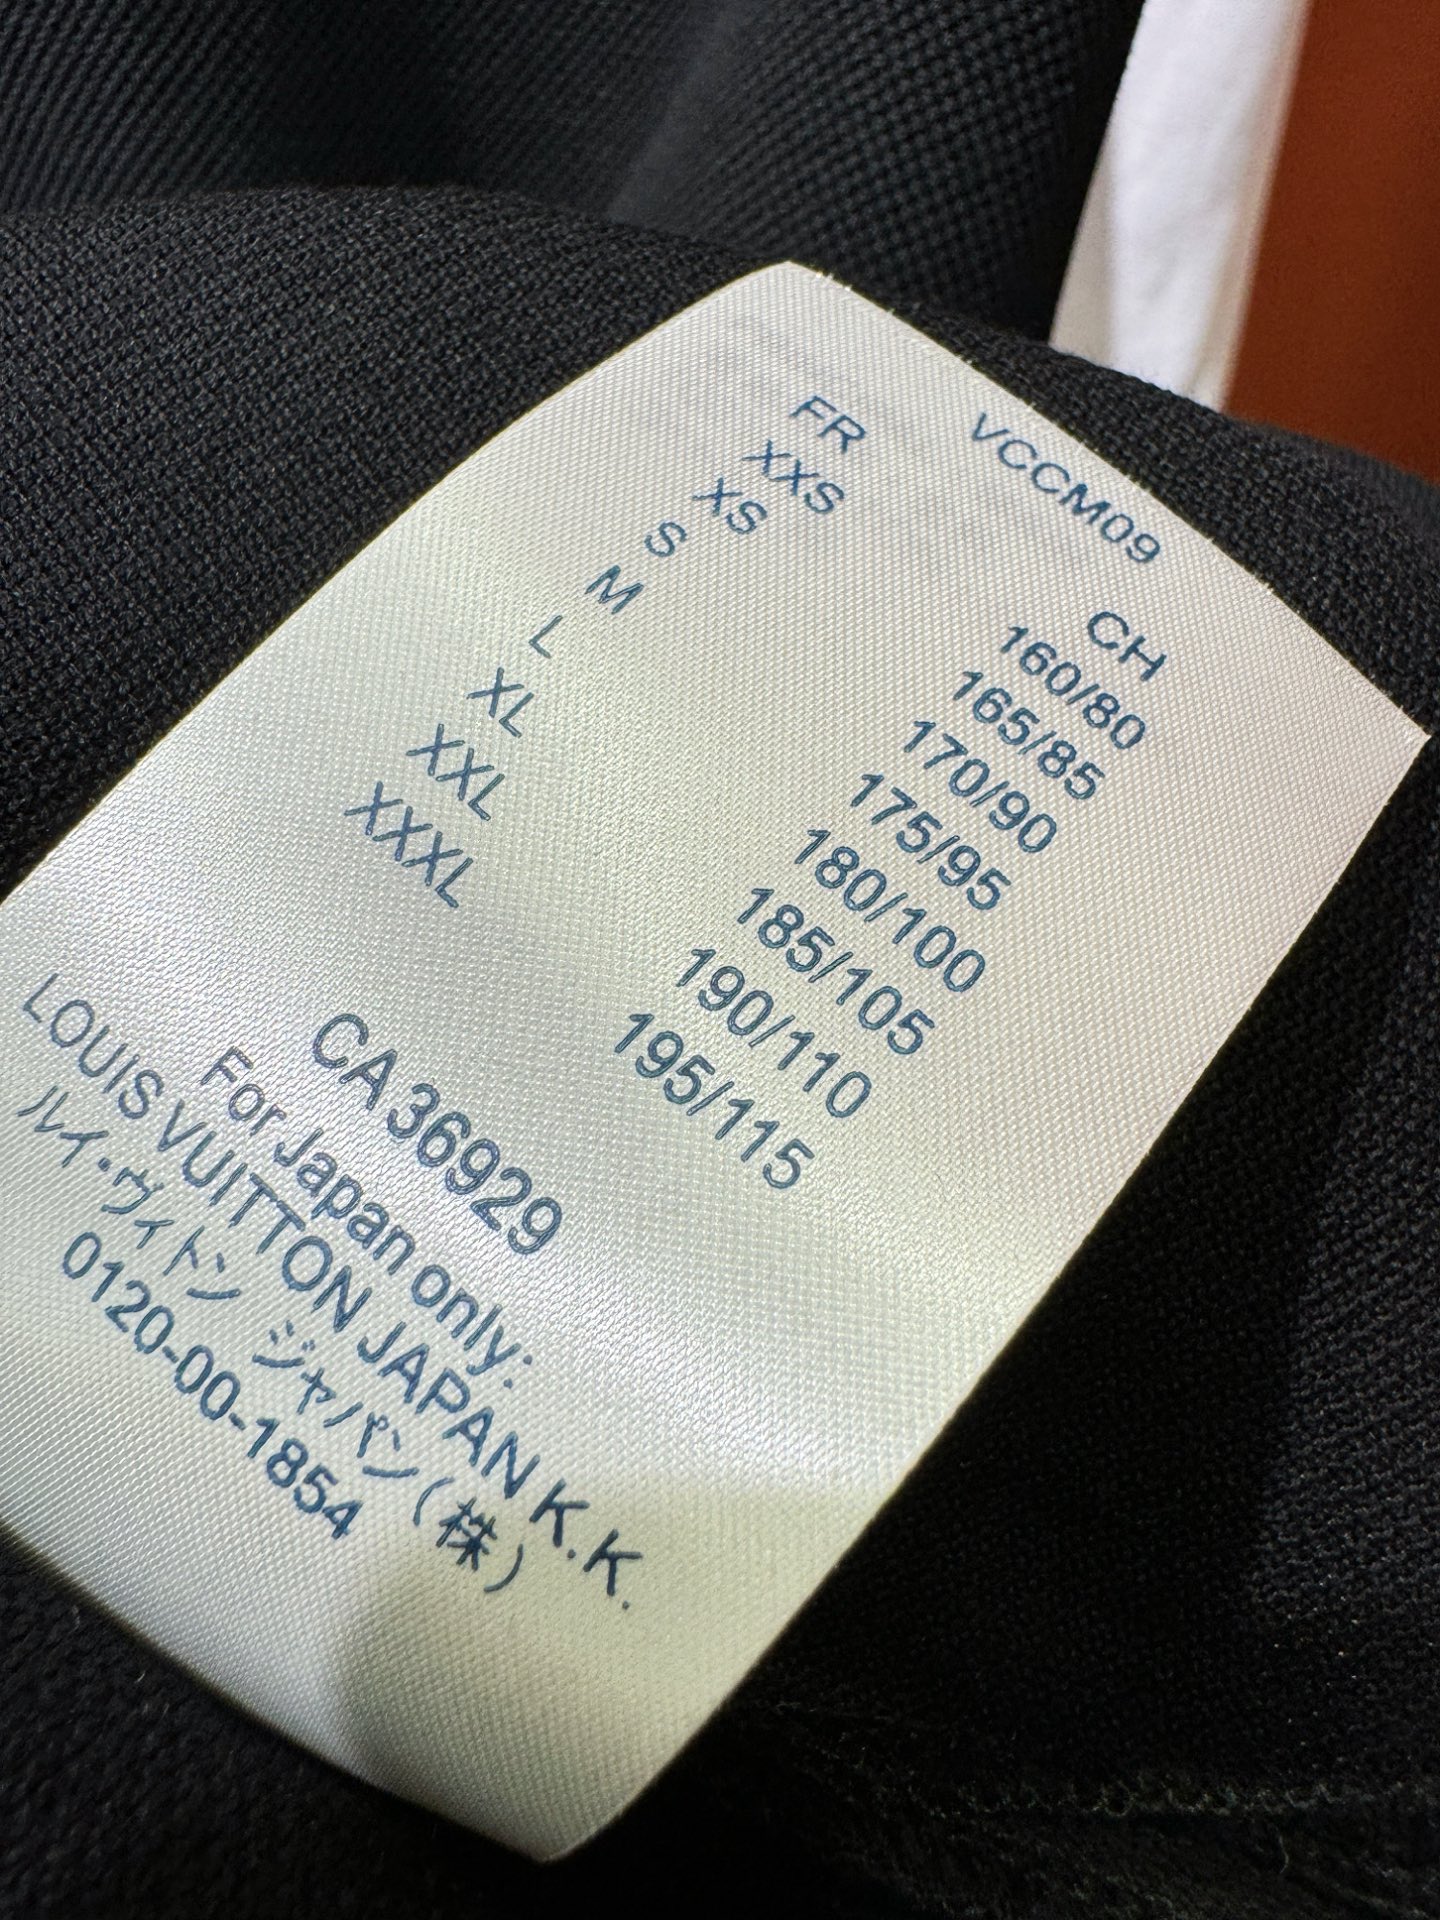 VCCM09
FR CH
XXS 160/80
XS 165/85
S 170/90
M 175/95
L 180/100
XL 185/105
XXL 190/110
XXXL 195/115
CA 36929
For Japan only:
LOUIS VUITTON JAPAN K.K.
ルイ・ヴィトン ジャパン(株)
0120-00-1854